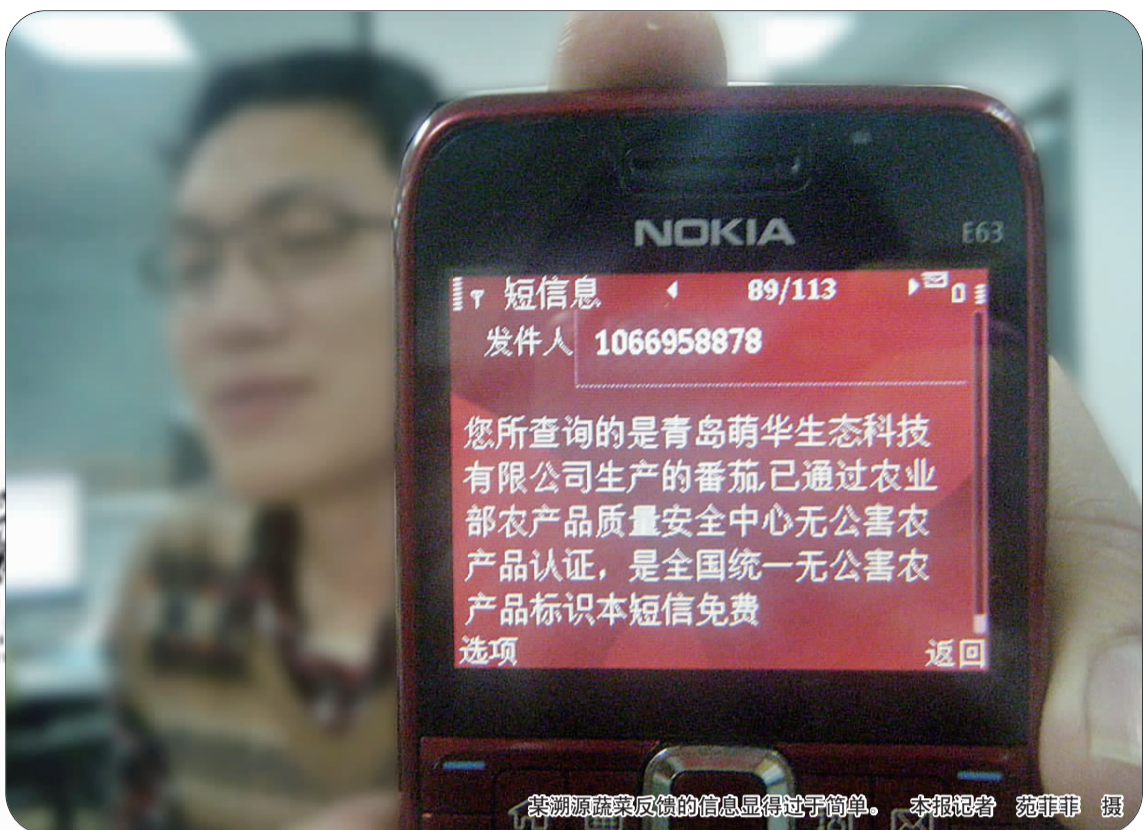 NOKIA
E63
短信息 89/113
发件人 1066958878
您所查询的是青岛萌华生态科技
有限公司生产的番茄,已通过农业
部农产品质量安全中心无公害农
产品认证，是全国统一无公害农
产品标识本短信免费
选项 返回
某溯源蔬菜反馈的信息显得过于简单。 本报记者 苑菲菲 摄